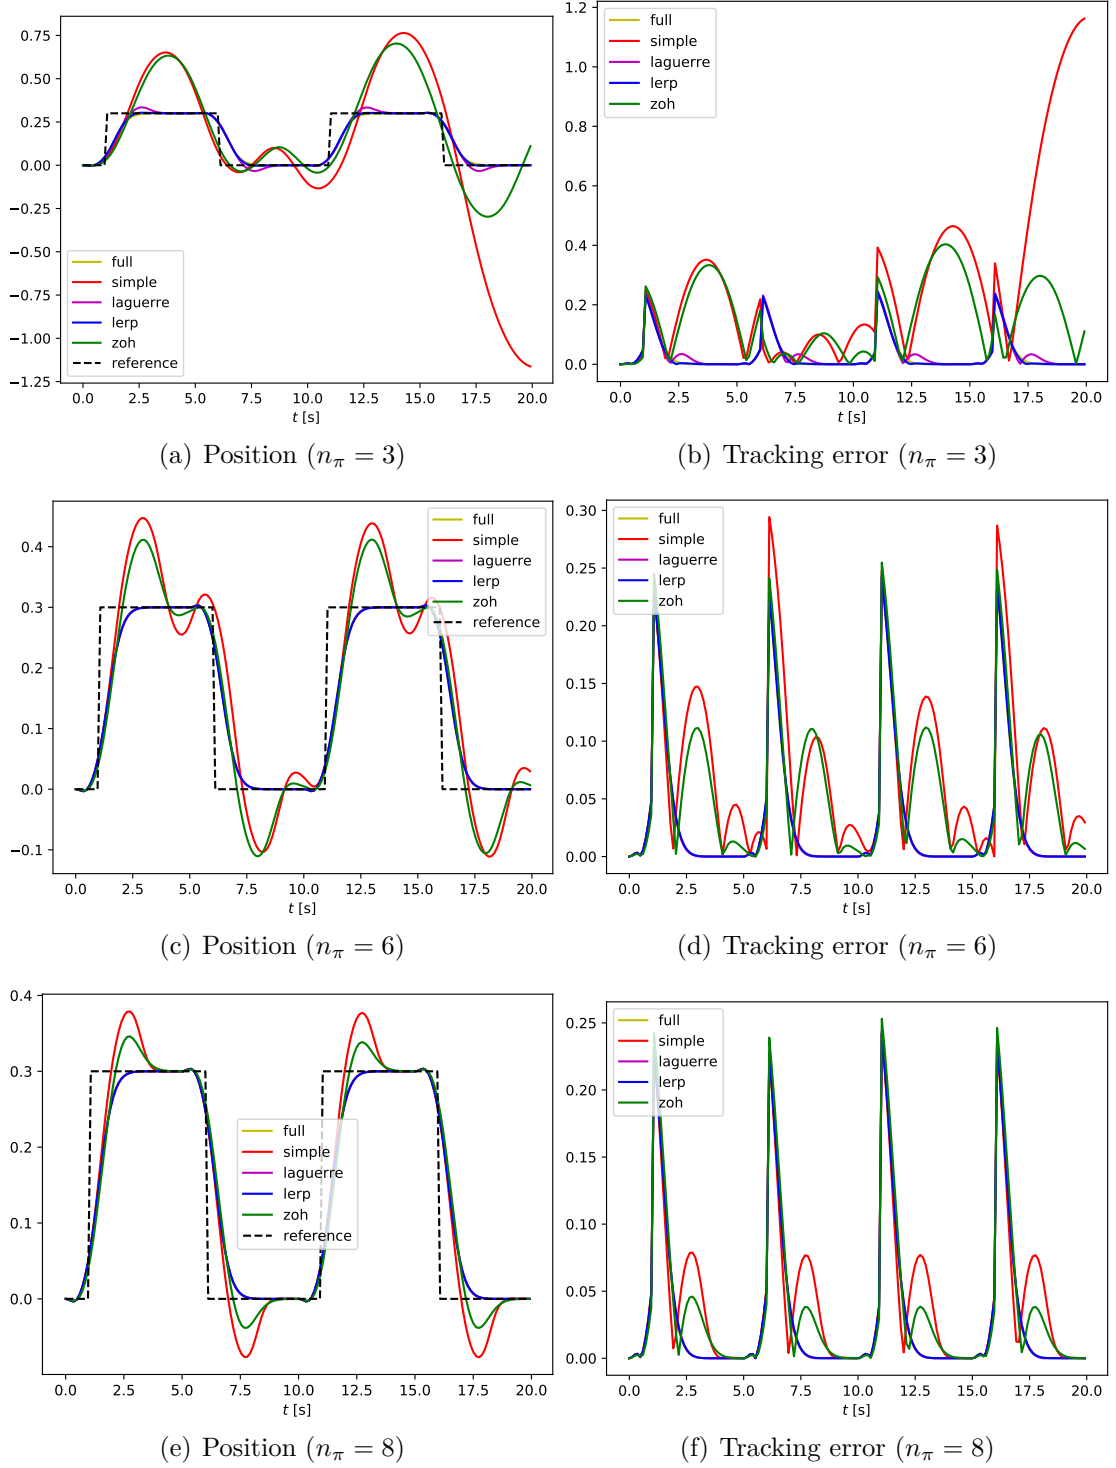 0.75
0.50
0.25
0.00
−0.25
−0.50
−0.75
−1.00
−1.25
full
simple
laguerre
lerp
zoh
reference
0.0 2.5 5.0 7.5 10.0 12.5 15.0 17.5 20.0
t [s]
(a) Position (n_π = 3)
1.2
1.0
0.8
0.6
0.4
0.2
0.0
full
simple
laguerre
lerp
zoh
0.0 2.5 5.0 7.5 10.0 12.5 15.0 17.5 20.0
t [s]
(b) Tracking error (n_π = 3)
0.4
0.3
0.2
0.1
0.0
−0.1
full
simple
laguerre
lerp
zoh
reference
0.0 2.5 5.0 7.5 10.0 12.5 15.0 17.5 20.0
t [s]
(c) Position (n_π = 6)
0.30
0.25
0.20
0.15
0.10
0.05
0.00
full
simple
laguerre
lerp
zoh
0.0 2.5 5.0 7.5 10.0 12.5 15.0 17.5 20.0
t [s]
(d) Tracking error (n_π = 6)
0.4
0.3
0.2
0.1
0.0
full
simple
laguerre
lerp
zoh
reference
0.0 2.5 5.0 7.5 10.0 12.5 15.0 17.5 20.0
t [s]
(e) Position (n_π = 8)
0.25
0.20
0.15
0.10
0.05
0.00
full
simple
laguerre
lerp
zoh
0.0 2.5 5.0 7.5 10.0 12.5 15.0 17.5 20.0
t [s]
(f) Tracking error (n_π = 8)